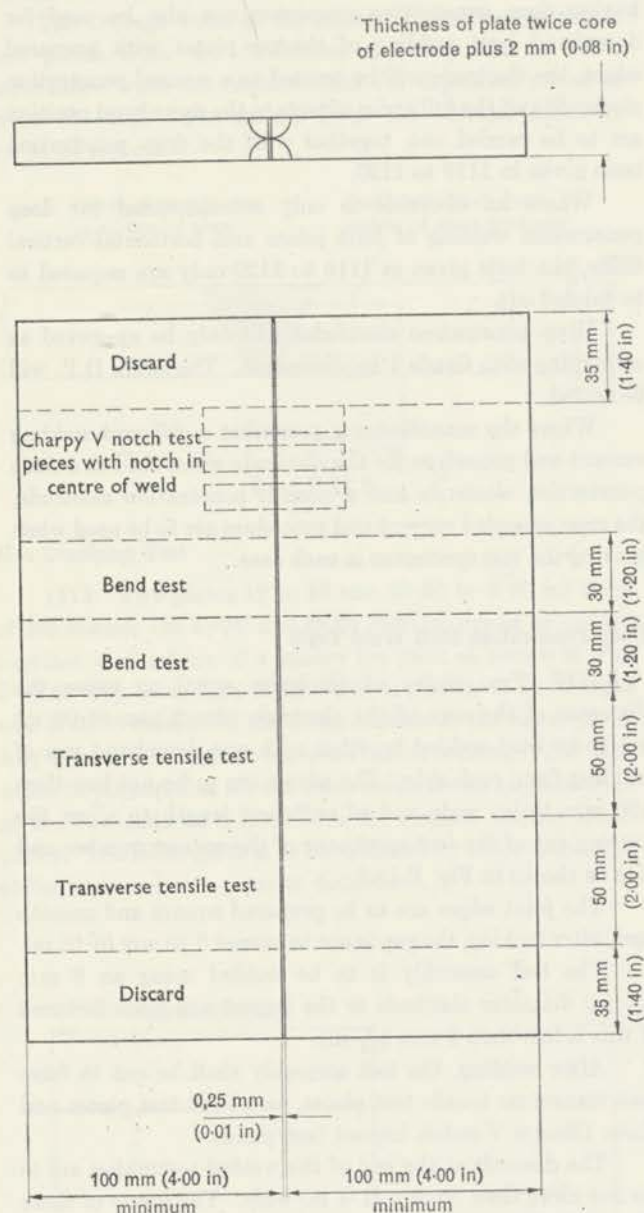 Thickness of plate twice core
of electrode plus 2 mm (0·08 in)
Discard
35 mm
(1·40 in)
Charpy V notch test
pieces with notch in
centre of weld
Bend test
30 mm
(1·20 in)
Bend test
30 mm
(1·20 in)
Transverse tensile test
50 mm
(2·00 in)
Transverse tensile test
50 mm
(2·00 in)
Discard
35 mm
(1·40 in)
0,25 mm
(0·01 in)
100 mm (4·00 in)
minimum
100 mm (4·00 in)
minimum